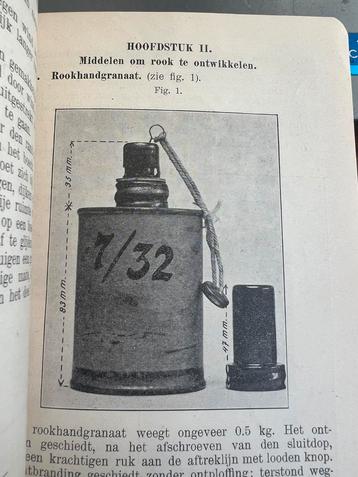 HOOFDSTUK II.
Middelen om rook te ontwikkelen.
Rookhandgranaat. (zie fig. 1).
Fig. 1.
35 mm.
7/32
83 mm.
47 mm.
rookhandgranaat weegt ongeveer 0.5 kg. Het ont-
n geschiedt, na het afschroeven van den sluitdop,
een krachtigen ruk aan de aftreklijn met looden knop.
tbranding geschiedt zonder ontploffing; terstond weg-